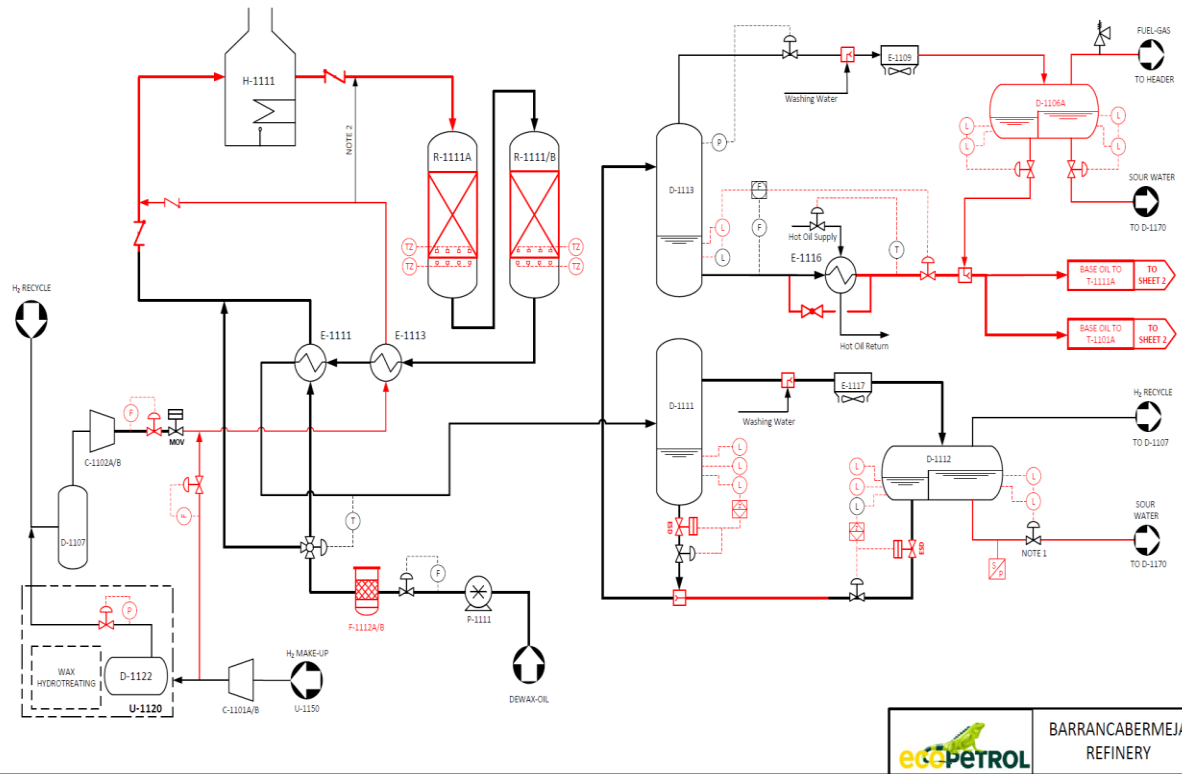 H-1111
NOTE 2
R-1111A
R-1111/B
TZ
TZ
TZ
TZ
H₂ RECYCLE
E-1111
E-1113
C-1102A/B
F
MOV
F
D-1107
T
P
WAX
HYDROTREATING
D-1122
U-1120
C-1101A/B
H₂ MAKE-UP
U-1150
F-1112A/B
F
P-1111
DEWAX-OIL
Washing Water
E-1109
FUEL-GAS
TO HEADER
D-1106A
L
L
L
L
P
D-1113
SOUR WATER
TO D-1170
F
F
L
L
Hot Oil Supply
E-1116
T
Hot Oil Return
BASE OIL TO
T-1111A
TO
SHEET 2
BASE OIL TO
T-1101A
TO
SHEET 2
D-1111
Washing Water
E-1117
H₂ RECYCLE
TO D-1107
D-1112
L
L
L
L
L
L
L
L
ESD
ESD
S
P
NOTE 1
SOUR
WATER
TO D-1170
ecoPETROL
BARRANCABERMEJA
REFINERY